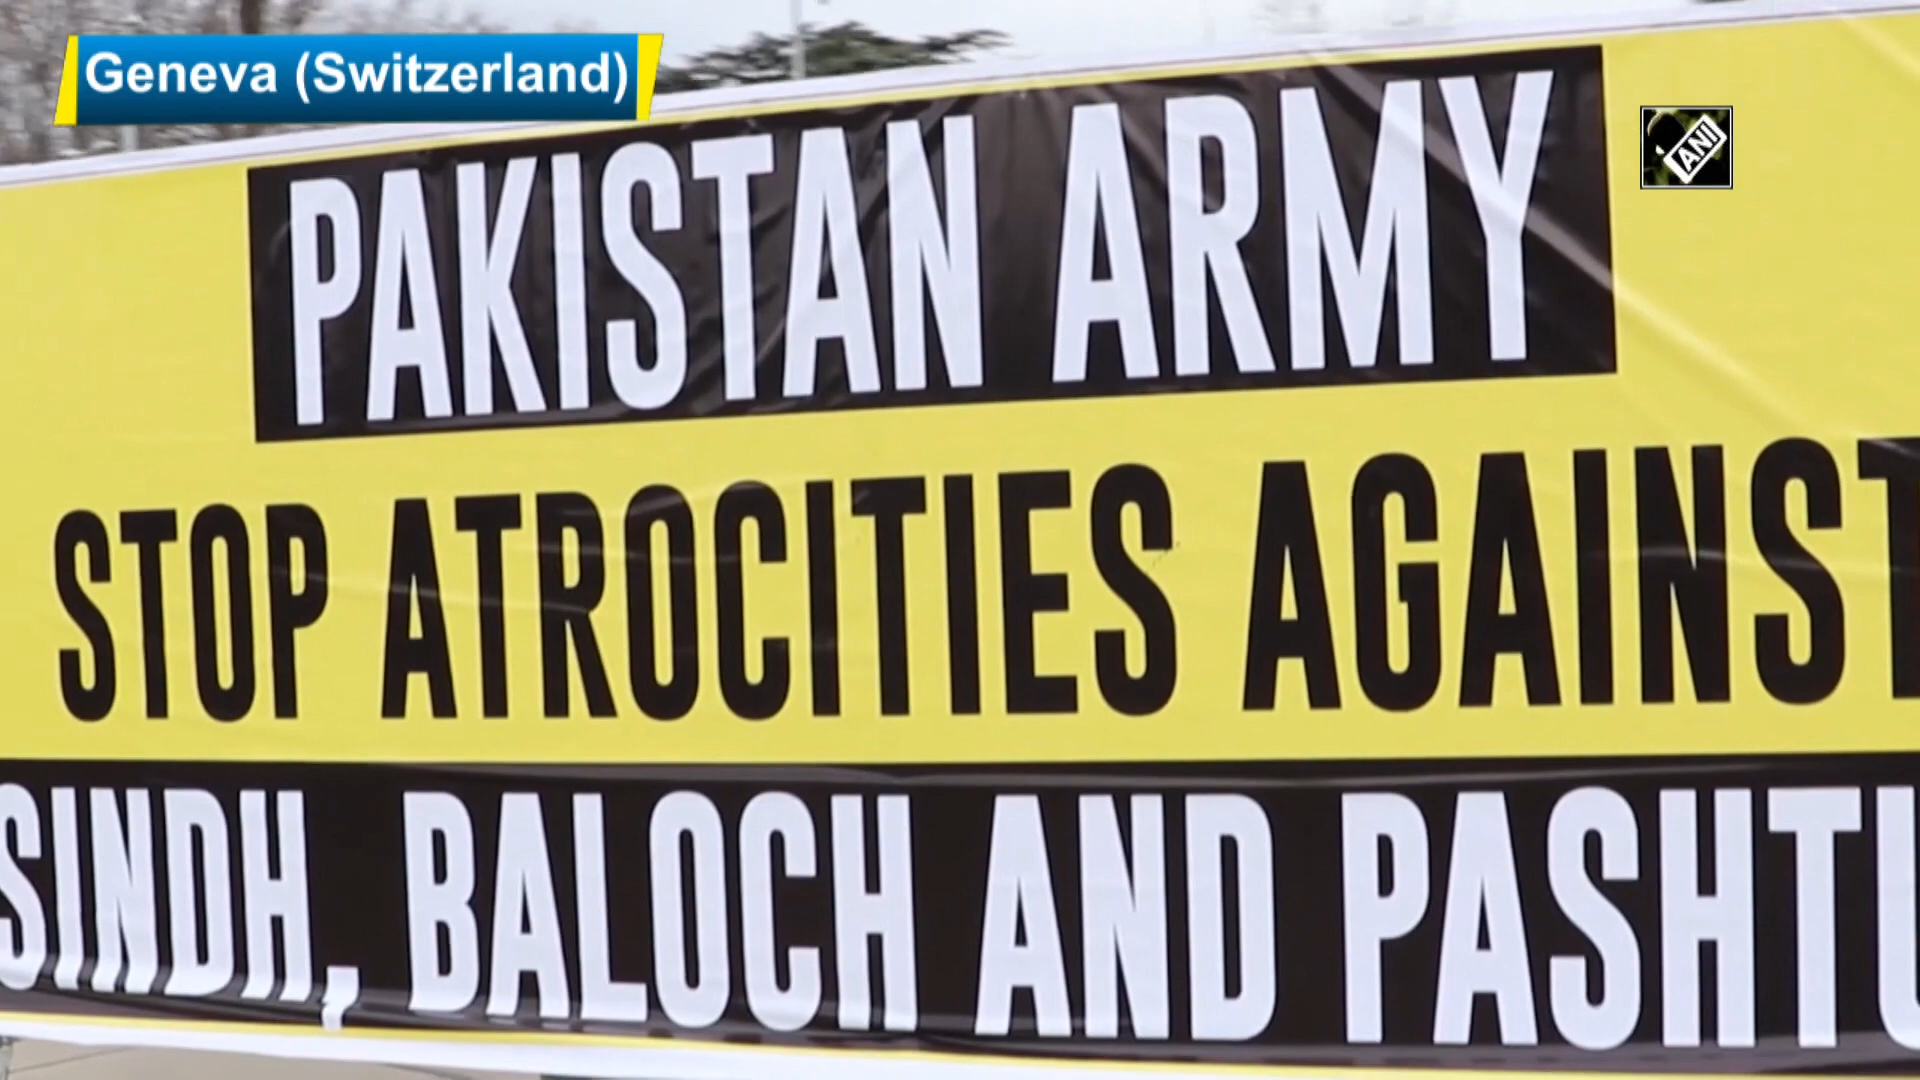 Geneva (Switzerland)
ANI
PAKISTAN ARMY
STOP ATROCITIES AGAINST
SINDH, BALOCH AND PASHTU